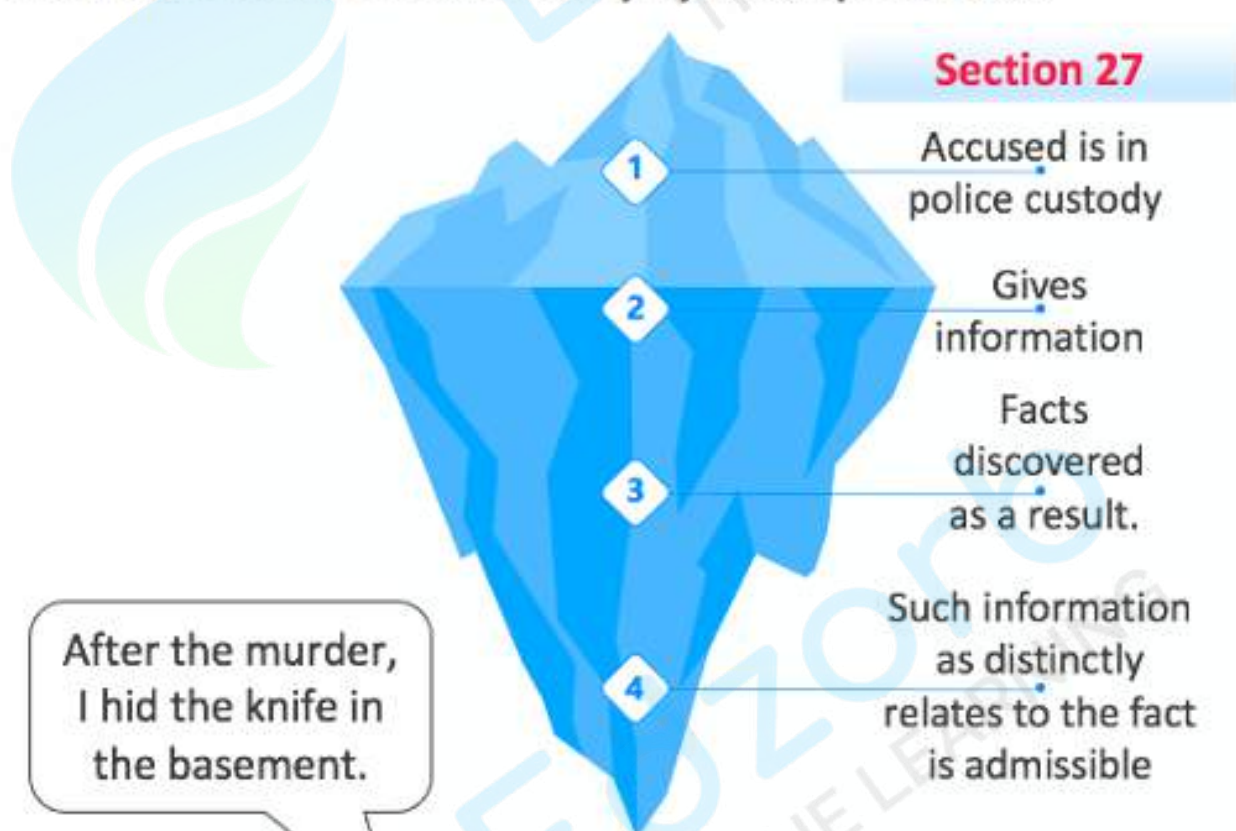 Section 27
1
Accused is in
police custody
2
Gives
information
3
Facts
discovered
as a result.
4
Such information
as distinctly
relates to the fact
is admissible
After the murder,
I hid the knife in
the basement.